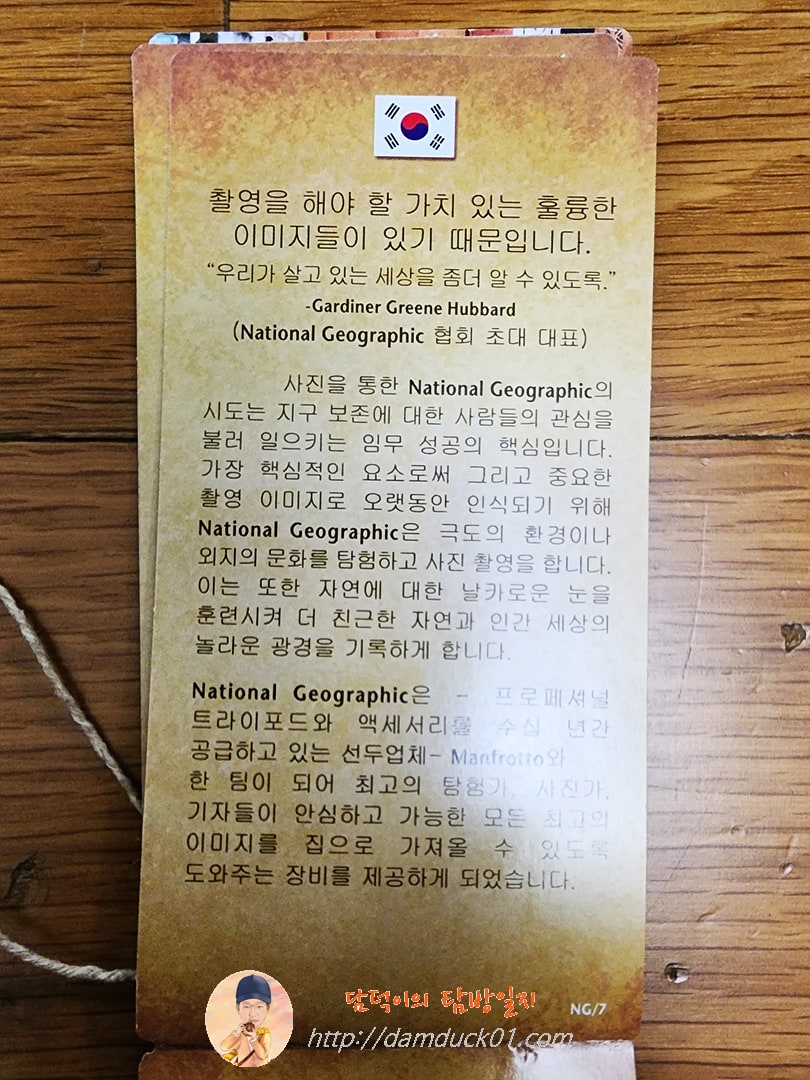 촬영을 해야 할 가치 있는 훌륭한
이미지들이 있기 때문입니다.
“우리가 살고 있는 세상을 좀더 알 수 있도록.”
-Gardiner Greene Hubbard
(National Geographic 협회 초대 대표)
사진을 통한 National Geographic의
시도는 지구 보존에 대한 사람들의 관심을
불러 일으키는 임무 성공의 핵심입니다.
가장 핵심적인 요소로써 그리고 중요한
촬영 이미지로 오랫동안 인식되기 위해
National Geographic은 극도의 환경이나
외지의 문화를 탐험하고 사진 촬영을 합니다.
이는 또한 자연에 대한 날카로운 눈을
훈련시켜 더 친근한 자연과 인간 세상의
놀라운 광경을 기록하게 합니다.
National Geographic은 – 프로페셔널
트라이포드와 액세서리를 수십 년간
공급하고 있는 선두업체– Manfrotto와
한 팀이 되어 최고의 탐험가, 사진가,
기자들이 안심하고 가능한 모든 최고의
이미지를 집으로 가져올 수 있도록
도와주는 장비를 제공하게 되었습니다.
담덕이의 탐방일지
NG/7
http://damduck01.com